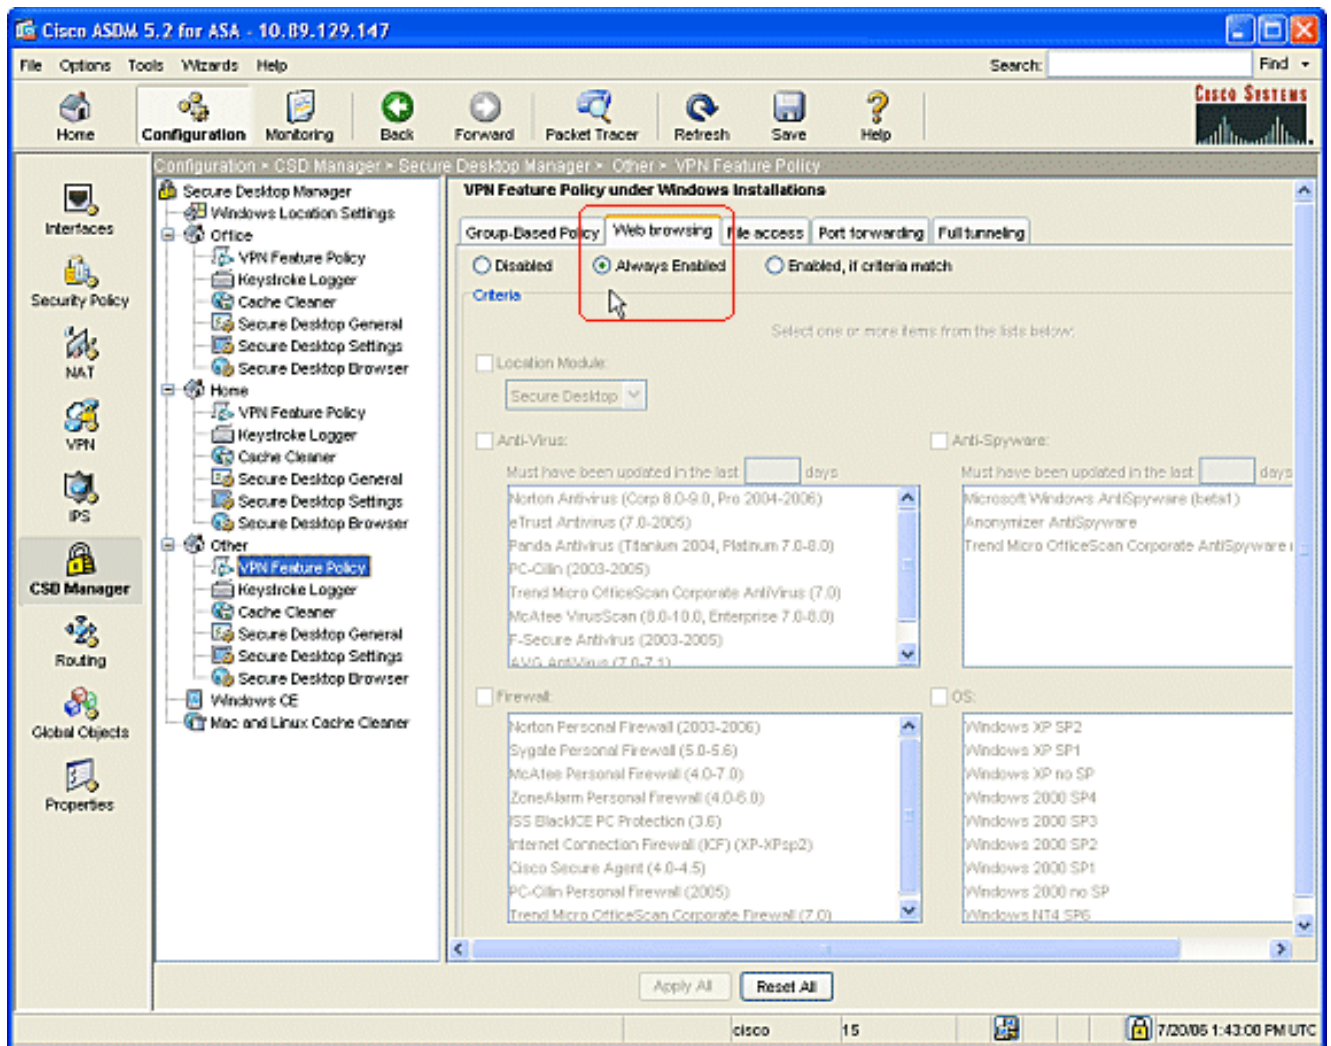 Cisco ASDM 5.2 for ASA - 10.89.129.147
File Options Tools Wizards Help Search: Find
Home Configuration Monitoring Back Forward Packet Tracer Refresh Save Help
CISCO SYSTEMS
Configuration > CSD Manager > Secure Desktop Manager > Other > VPN Feature Policy
Interfaces
Security Policy
NAT
VPN
IPS
CSD Manager
Routing
Global Objects
Properties
Secure Desktop Manager
Windows Location Settings
Office
VPN Feature Policy
Keystroke Logger
Cache Cleaner
Secure Desktop General
Secure Desktop Settings
Secure Desktop Browser
Home
VPN Feature Policy
Keystroke Logger
Cache Cleaner
Secure Desktop General
Secure Desktop Settings
Secure Desktop Browser
Other
VPN Feature Policy
Keystroke Logger
Cache Cleaner
Secure Desktop General
Secure Desktop Settings
Secure Desktop Browser
Windows CE
Mac and Linux Cache Cleaner
VPN Feature Policy under Windows Installations
Group-Based Policy Web browsing File access Port forwarding Full tunneling
Disabled Always Enabled Enabled, if criteria match
Criteria
Select one or more items from the lists below:
Location Module:
Secure Desktop
Anti-Virus:
Must have been updated in the last days
Norton Antivirus (Corp 8.0-9.0, Pro 2004-2006)
eTrust Antivirus (7.0-2005)
Panda Antivirus (Titanium 2004, Platinum 7.0-8.0)
PC-Cillin (2003-2005)
Trend Micro OfficeScan Corporate AntiVirus (7.0)
McAfee VirusScan (8.0-10.0, Enterprise 7.0-8.0)
F-Secure Antivirus (2003-2005)
AVG AntiVirus (7.0-7.1)
Anti-Spyware:
Must have been updated in the last days
Microsoft Windows AntiSpyware (beta1)
Anonymizer AntiSpyware
Trend Micro OfficeScan Corporate AntiSpyware
Firewall:
Norton Personal Firewall (2003-2006)
Sygate Personal Firewall (5.0-5.6)
McAfee Personal Firewall (4.0-7.0)
ZoneAlarm Personal Firewall (4.0-6.0)
ISS BlackICE PC Protection (3.6)
Internet Connection Firewall (ICF) (XP-XPsp2)
Cisco Secure Agent (4.0-4.5)
PC-Cillin Personal Firewall (2005)
Trend Micro OfficeScan Corporate Firewall (7.0)
OS:
Windows XP SP2
Windows XP SP1
Windows XP no SP
Windows 2000 SP4
Windows 2000 SP3
Windows 2000 SP2
Windows 2000 SP1
Windows 2000 no SP
Windows NT4 SP6
Apply All Reset All
cisco 15 7/20/06 1:43:00 PM UTC